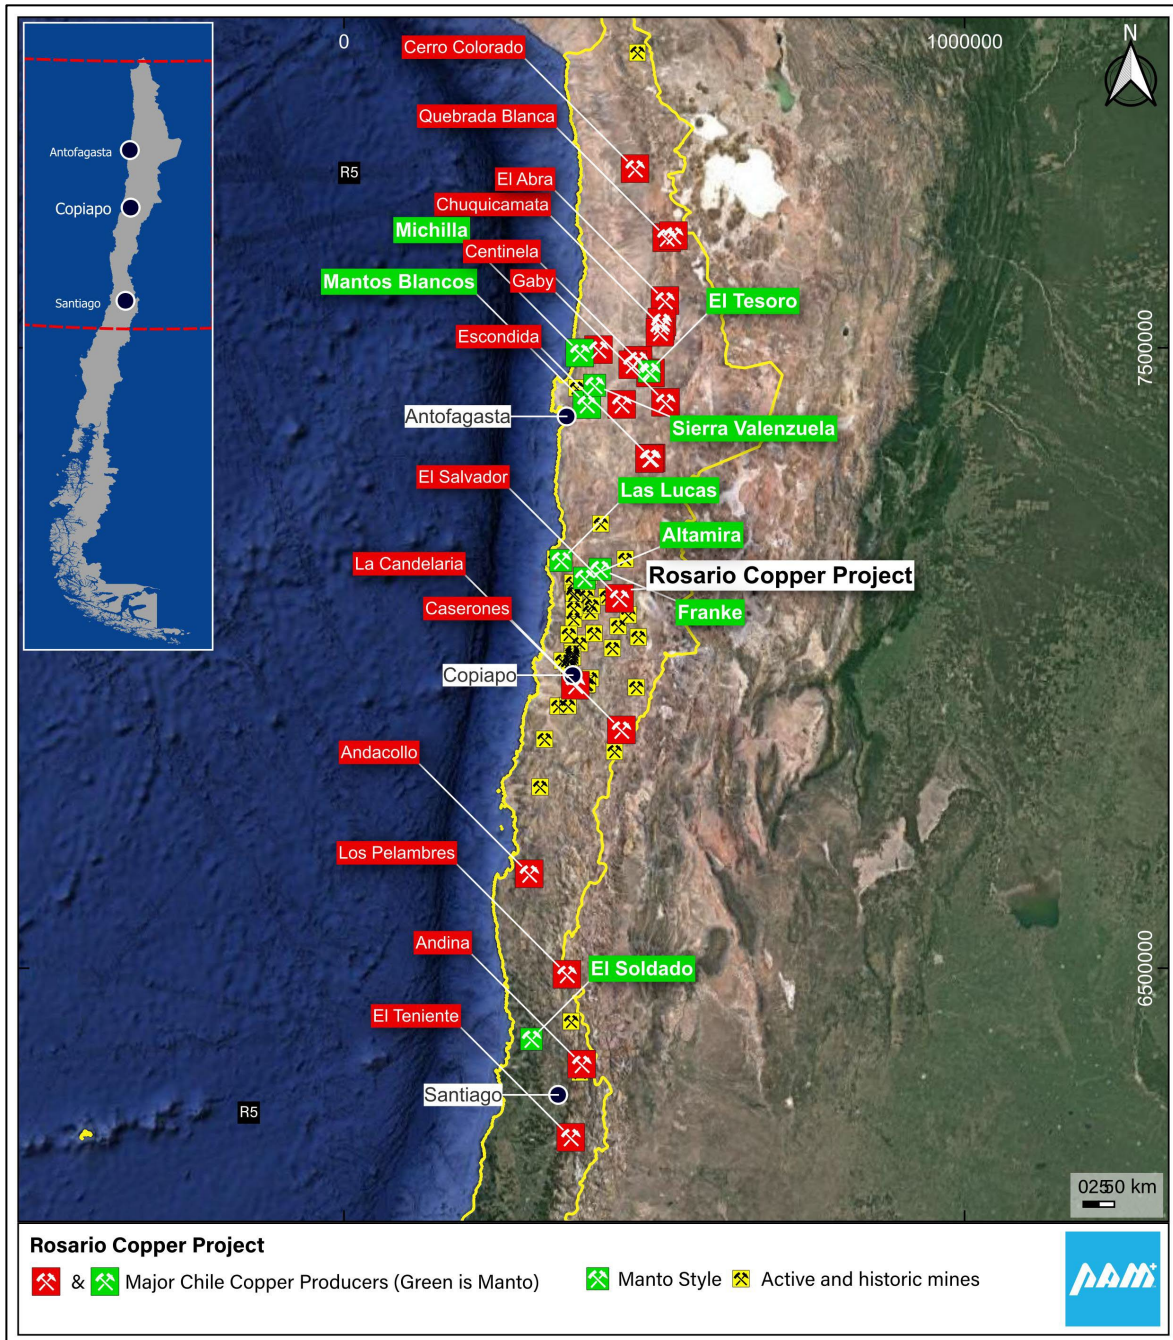 0
1000000
N
Cerro Colorado
Quebrada Blanca
R5
El Abra
Chuquicamata
Michilla
Centinela
Gaby
Mantos Blancos
El Tesoro
Escondida
7500000
Antofagasta
Sierra Valenzuela
El Salvador
Las Lucas
Altamira
La Candelaria
Rosario Copper Project
Caserones
Franke
Copiapo
Andacollo
Los Pelambres
Andina
El Soldado
6500000
El Teniente
Santiago
R5
50 km
Antofagasta
Copiapo
Santiago
Rosario Copper Project
& Major Chile Copper Producers (Green is Manto)
Manto Style
Active and historic mines
PAM+